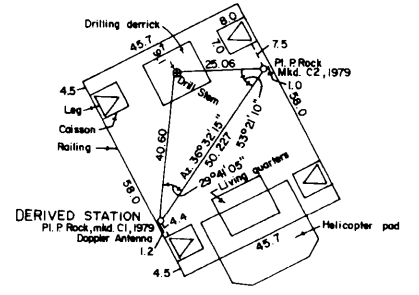 Drilling derrick
8.0
45.7
7.0
7.5
.91
25.06
Pl. P. Rock
Mkd. C2, 1979
Drill Stem
4.5
1.0
58.0
Leg
Caisson
Railing
40.60
Az. 36°32'15"
50.227
53°21'10"
29°41'05"
Living quarters
58.0
DERIVED STATION
4.4
Pl. P. Rock, mkd. C1, 1979
Doppler Antenna
1.2
Helicopter pad
45.7
4.5